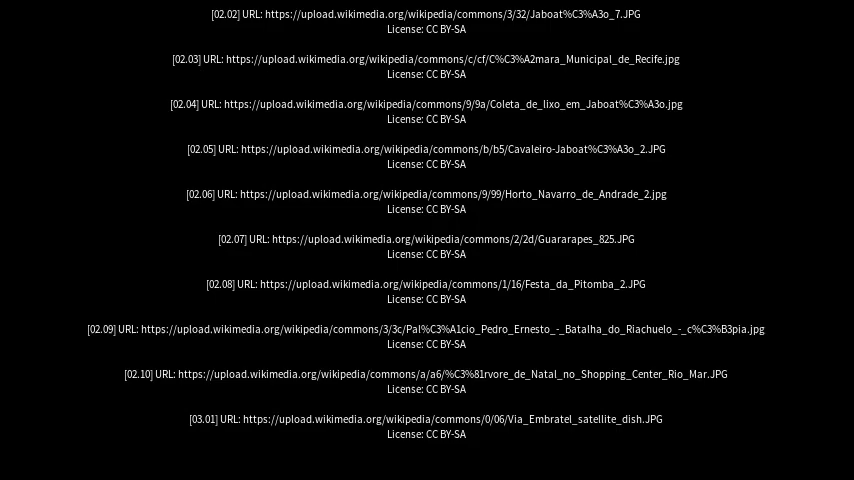 [02.02] URL: https://upload.wikimedia.org/wikipedia/commons/3/32/Jaboat%C3%A3o_7.JPG
License: CC BY-SA
[02.03] URL: https://upload.wikimedia.org/wikipedia/commons/c/cf/C%C3%A2mara_Municipal_de_Recife.jpg
License: CC BY-SA
[02.04] URL: https://upload.wikimedia.org/wikipedia/commons/9/9a/Coleta_de_lixo_em_Jaboat%C3%A3o.jpg
License: CC BY-SA
[02.05] URL: https://upload.wikimedia.org/wikipedia/commons/b/b5/Cavaleiro-Jaboat%C3%A3o_2.JPG
License: CC BY-SA
[02.06] URL: https://upload.wikimedia.org/wikipedia/commons/9/99/Horto_Navarro_de_Andrade_2.jpg
License: CC BY-SA
[02.07] URL: https://upload.wikimedia.org/wikipedia/commons/2/2d/Guararapes_825.JPG
License: CC BY-SA
[02.08] URL: https://upload.wikimedia.org/wikipedia/commons/1/16/Festa_da_Pitomba_2.JPG
License: CC BY-SA
[02.09] URL: https://upload.wikimedia.org/wikipedia/commons/3/3c/Pal%C3%A1cio_Pedro_Ernesto_-_Batalha_do_Riachuelo_-_c%C3%B3pia.jpg
License: CC BY-SA
[02.10] URL: https://upload.wikimedia.org/wikipedia/commons/a/a6/%C3%81rvore_de_Natal_no_Shopping_Center_Rio_Mar.JPG
License: CC BY-SA
[03.01] URL: https://upload.wikimedia.org/wikipedia/commons/0/06/Via_Embratel_satellite_dish.JPG
License: CC BY-SA